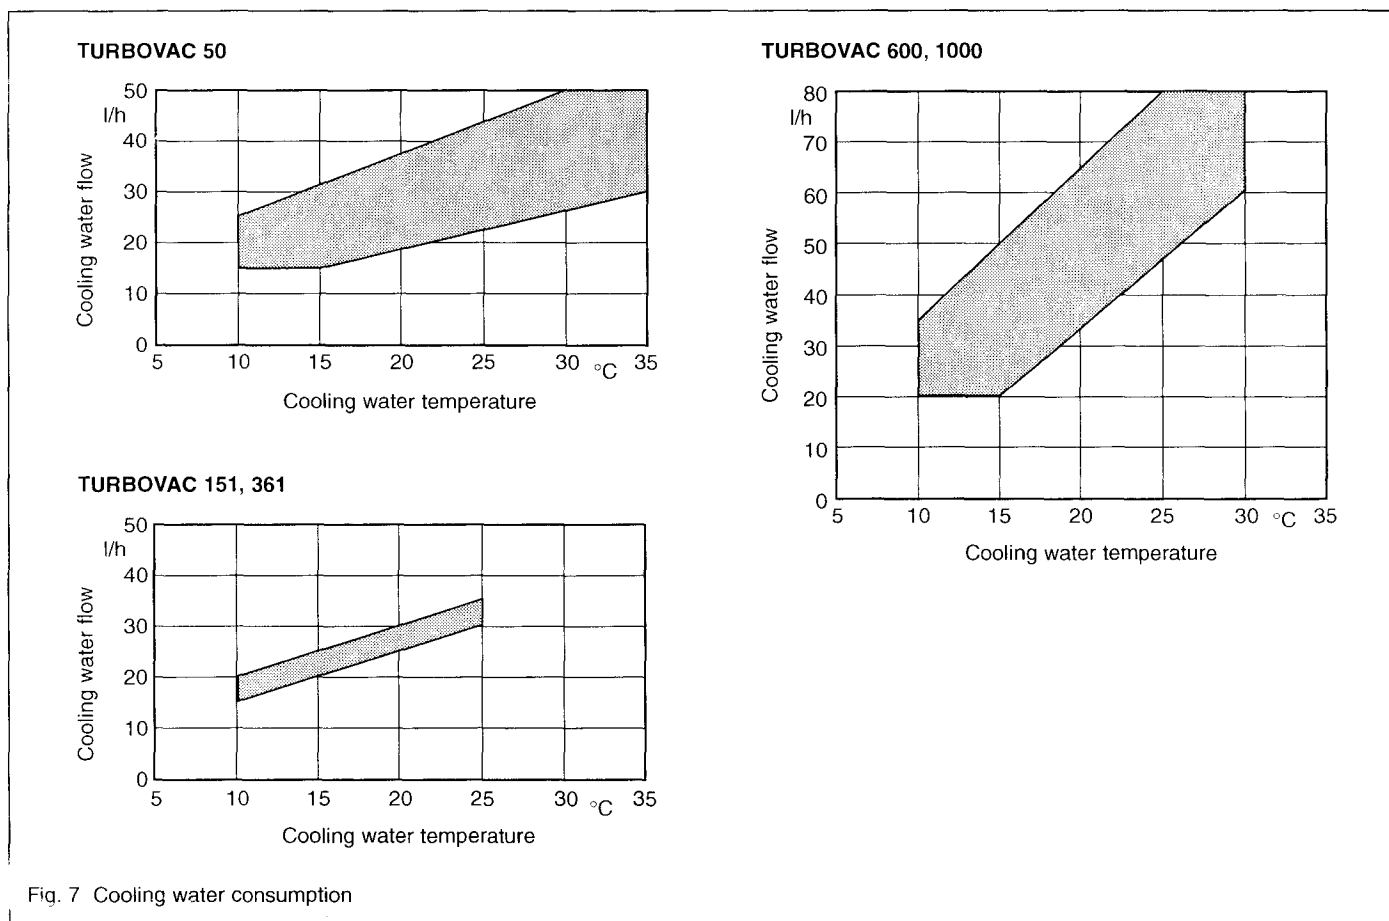 TURBOVAC 50
50
l/h
40
30
20
10
0
Cooling water flow
5 10 15 20 25 30 °C 35
Cooling water temperature
TURBOVAC 151, 361
50
l/h
40
30
20
10
0
Cooling water flow
5 10 15 20 25 30 °C 35
Cooling water temperature
TURBOVAC 600, 1000
80
l/h
70
60
50
40
30
20
10
0
Cooling water flow
5 10 15 20 25 30 °C 35
Cooling water temperature
Fig. 7 Cooling water consumption